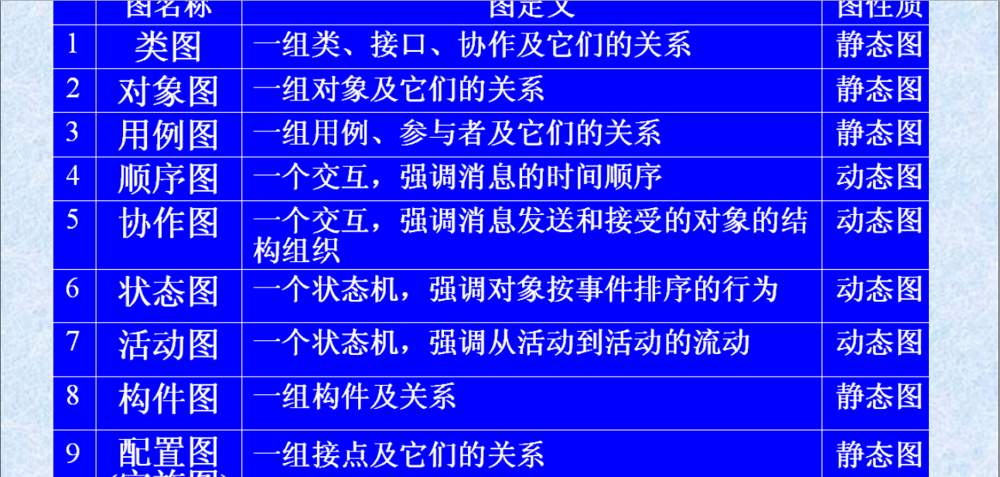 图名称 图定义 图性质
1 类图 一组类、接口、协作及它们的关系 静态图
2 对象图 一组对象及它们的关系 静态图
3 用例图 一组用例、参与者及它们的关系 静态图
4 顺序图 一个交互，强调消息的时间顺序 动态图
5 协作图 一个交互，强调消息发送和接受的对象的结 动态图
构组织
6 状态图 一个状态机，强调对象按事件排序的行为 动态图
7 活动图 一个状态机，强调从活动到活动的流动 动态图
8 构件图 一组构件及关系 静态图
9 配置图 一组接点及它们的关系 静态图